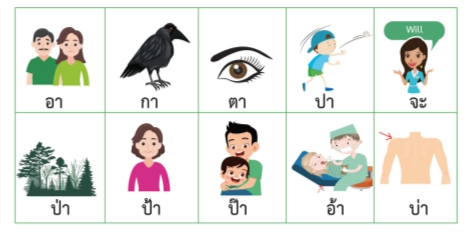 Will
อา กา ตา ปา จะ
ป่า ป้า ป๊า อ้า บ่า